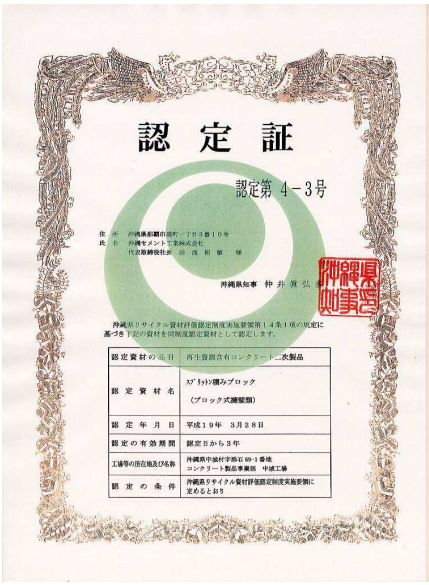 認定証
認定第 4－3号
住 所 沖縄県那覇市港町一丁目3番10号
氏 名 沖縄セメント工業株式会社
代表取締役社長
沖縄県知事 仲井眞弘
沖縄県リサイクル資材評価認定制度実施要領第14条1項の規定に
基づき下記の資材を同制度認定資材として認定します。
認定資材の品目 再生資源含有コンクリート二次製品
認定資材名 スプリットン積みブロック
（ブロック式擁壁類）
認定年月日 平成19年 3月28日
認定の有効期間 認定日から3年
工場等の所在地及び名称 沖縄県中城村字 69-1番地
コンクリート製品事業部 中城工場
認定の条件 沖縄県リサイクル資材評価認定制度実施要領に
定めるとおり